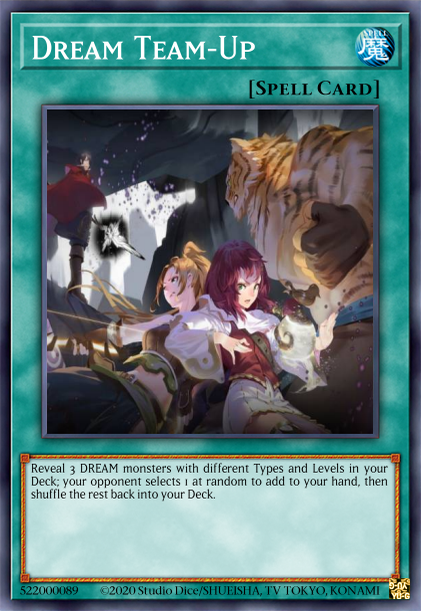 Dream Team-Up
SPELL
魔
[Spell Card]
Reveal 3 DREAM monsters with different Types and Levels in your
Deck; your opponent selects 1 at random to add to your hand, then
shuffle the rest back into your Deck.
522000089 ©2020 Studio Dice/SHUEISHA, TV TOKYO, KONAMI